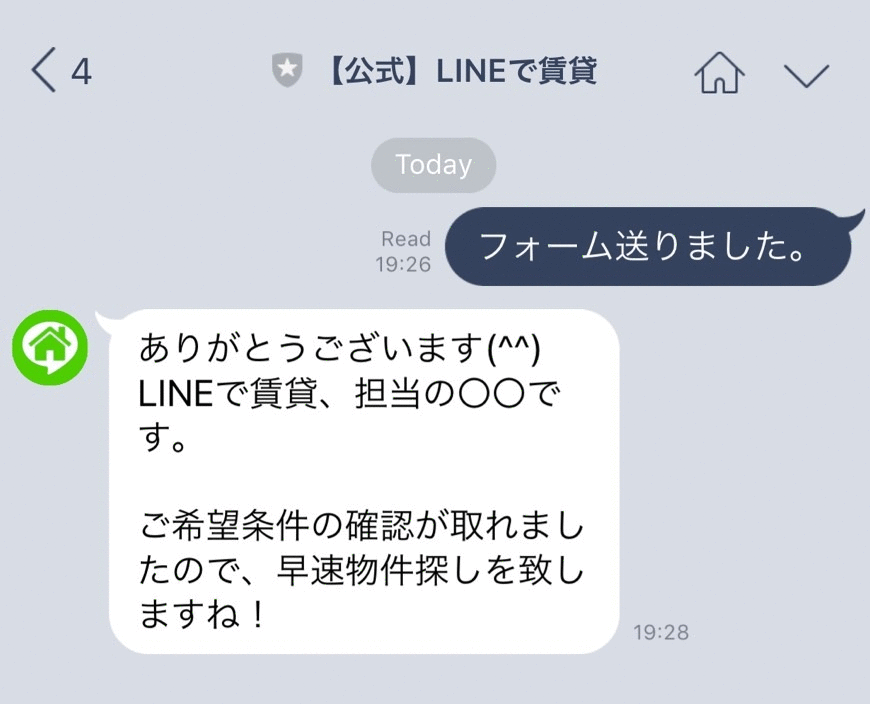 4
【公式】LINEで賃貸
Today
Read
19:26
フォーム送りました。
ありがとうございます(^^)
LINEで賃貸、担当の〇〇で
す。
ご希望条件の確認が取れまし
たので、早速物件探しを致し
ますね！
19:28